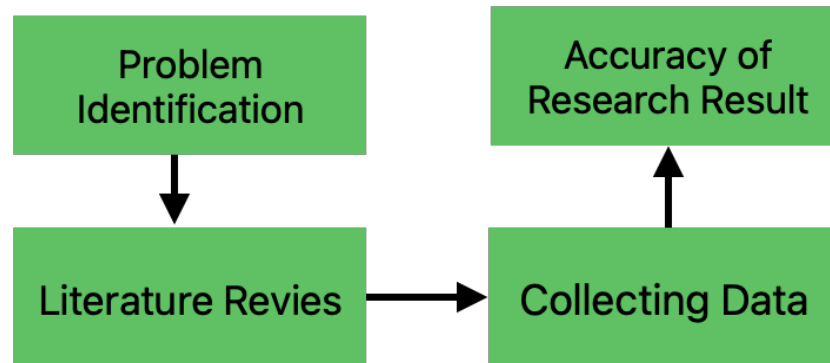 Problem
Identification
Literature Revies
Collecting Data
Accuracy of
Research Result